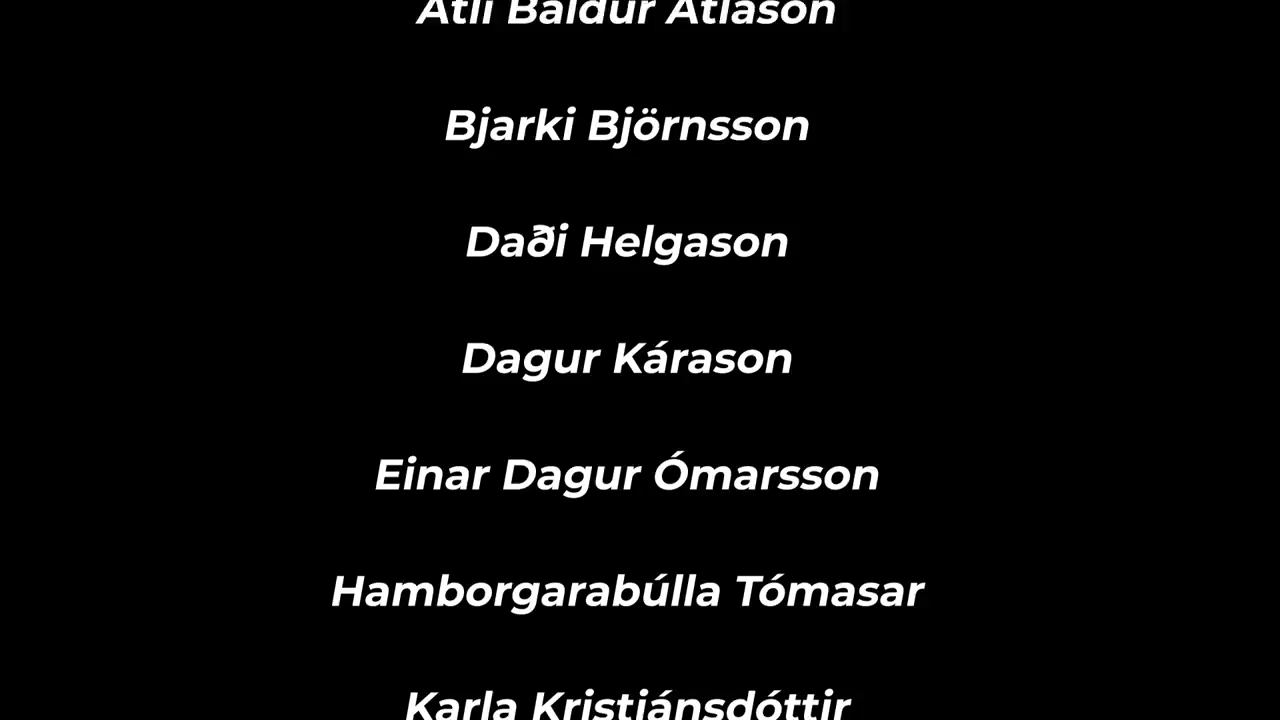 Atli Baldur Atlason
Bjarki Björnsson
Daði Helgason
Dagur Kárason
Einar Dagur Ómarsson
Hamborgarabúlla Tómasar
Karla Kristjánsdóttir